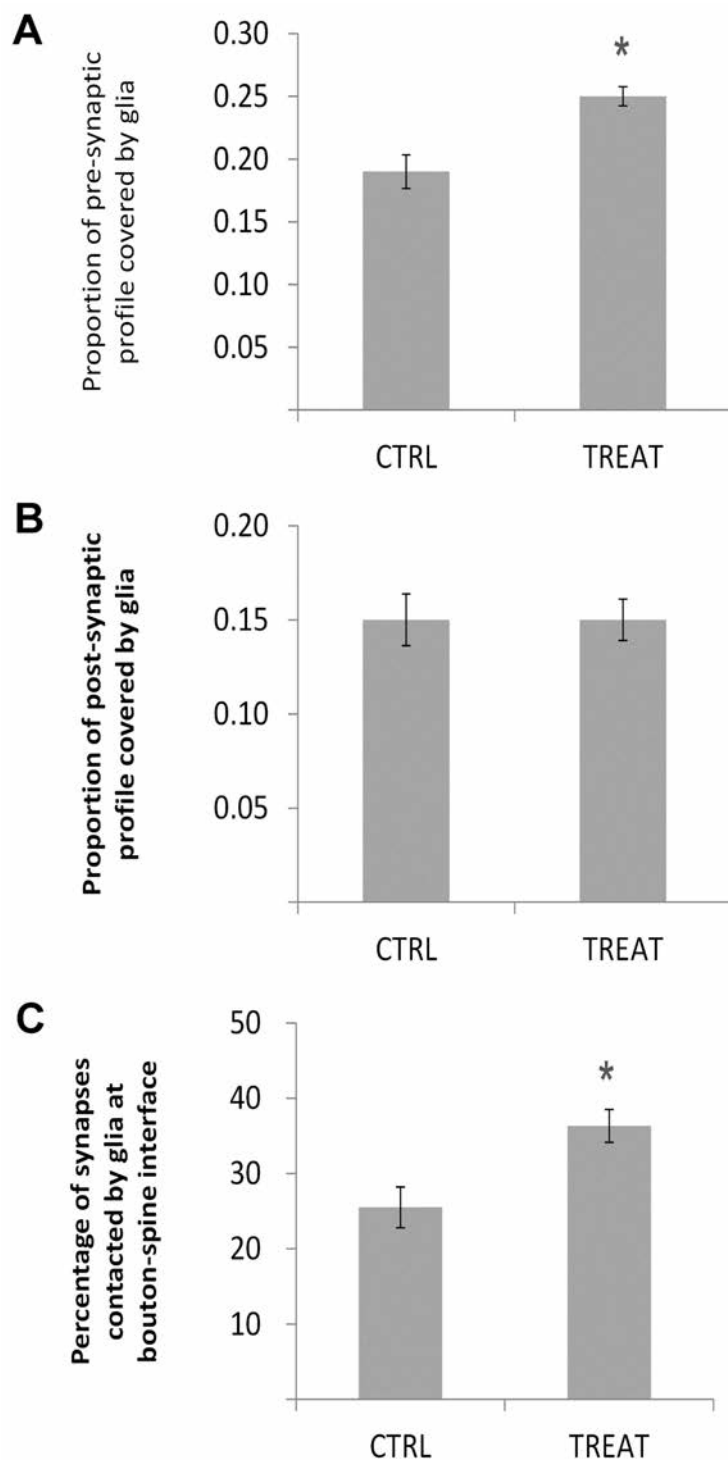 A
Proportion of pre-synaptic
profile covered by glia
0.30
0.25
0.20
0.15
0.10
0.05
*
CTRL
TREAT
B
Proportion of post-synaptic
profile covered by glia
0.20
0.15
0.10
0.05
CTRL
TREAT
C
Percentage of synapses
contacted by glia at
bouton-spine interface
50
40
30
20
10
*
CTRL
TREAT